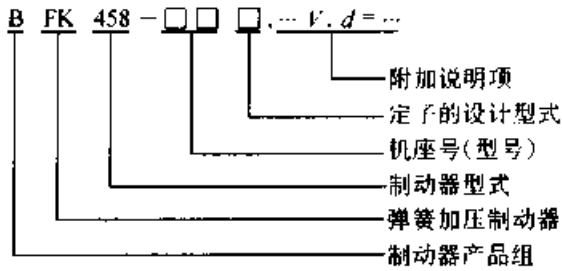 B FK 458－□□ □,… V.d=…
附加说明项
定子的设计型式
机座号(型号)
制动器型式
弹簧加压制动器
制动器产品组